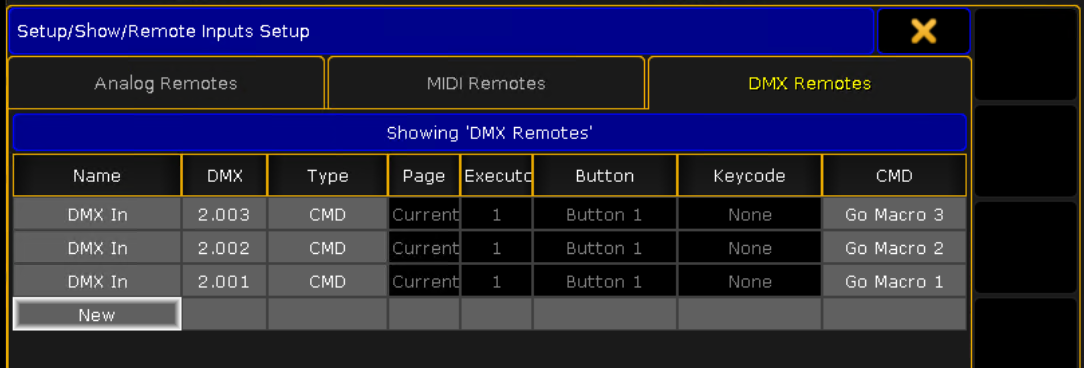 Setup/Show/Remote Inputs Setup
Analog Remotes MIDI Remotes DMX Remotes
Showing 'DMX Remotes'
Name DMX Type Page Executo Button Keycode CMD
DMX In 2.003 CMD Current 1 Button 1 None Go Macro 3
DMX In 2.002 CMD Current 1 Button 1 None Go Macro 2
DMX In 2.001 CMD Current 1 Button 1 None Go Macro 1
New